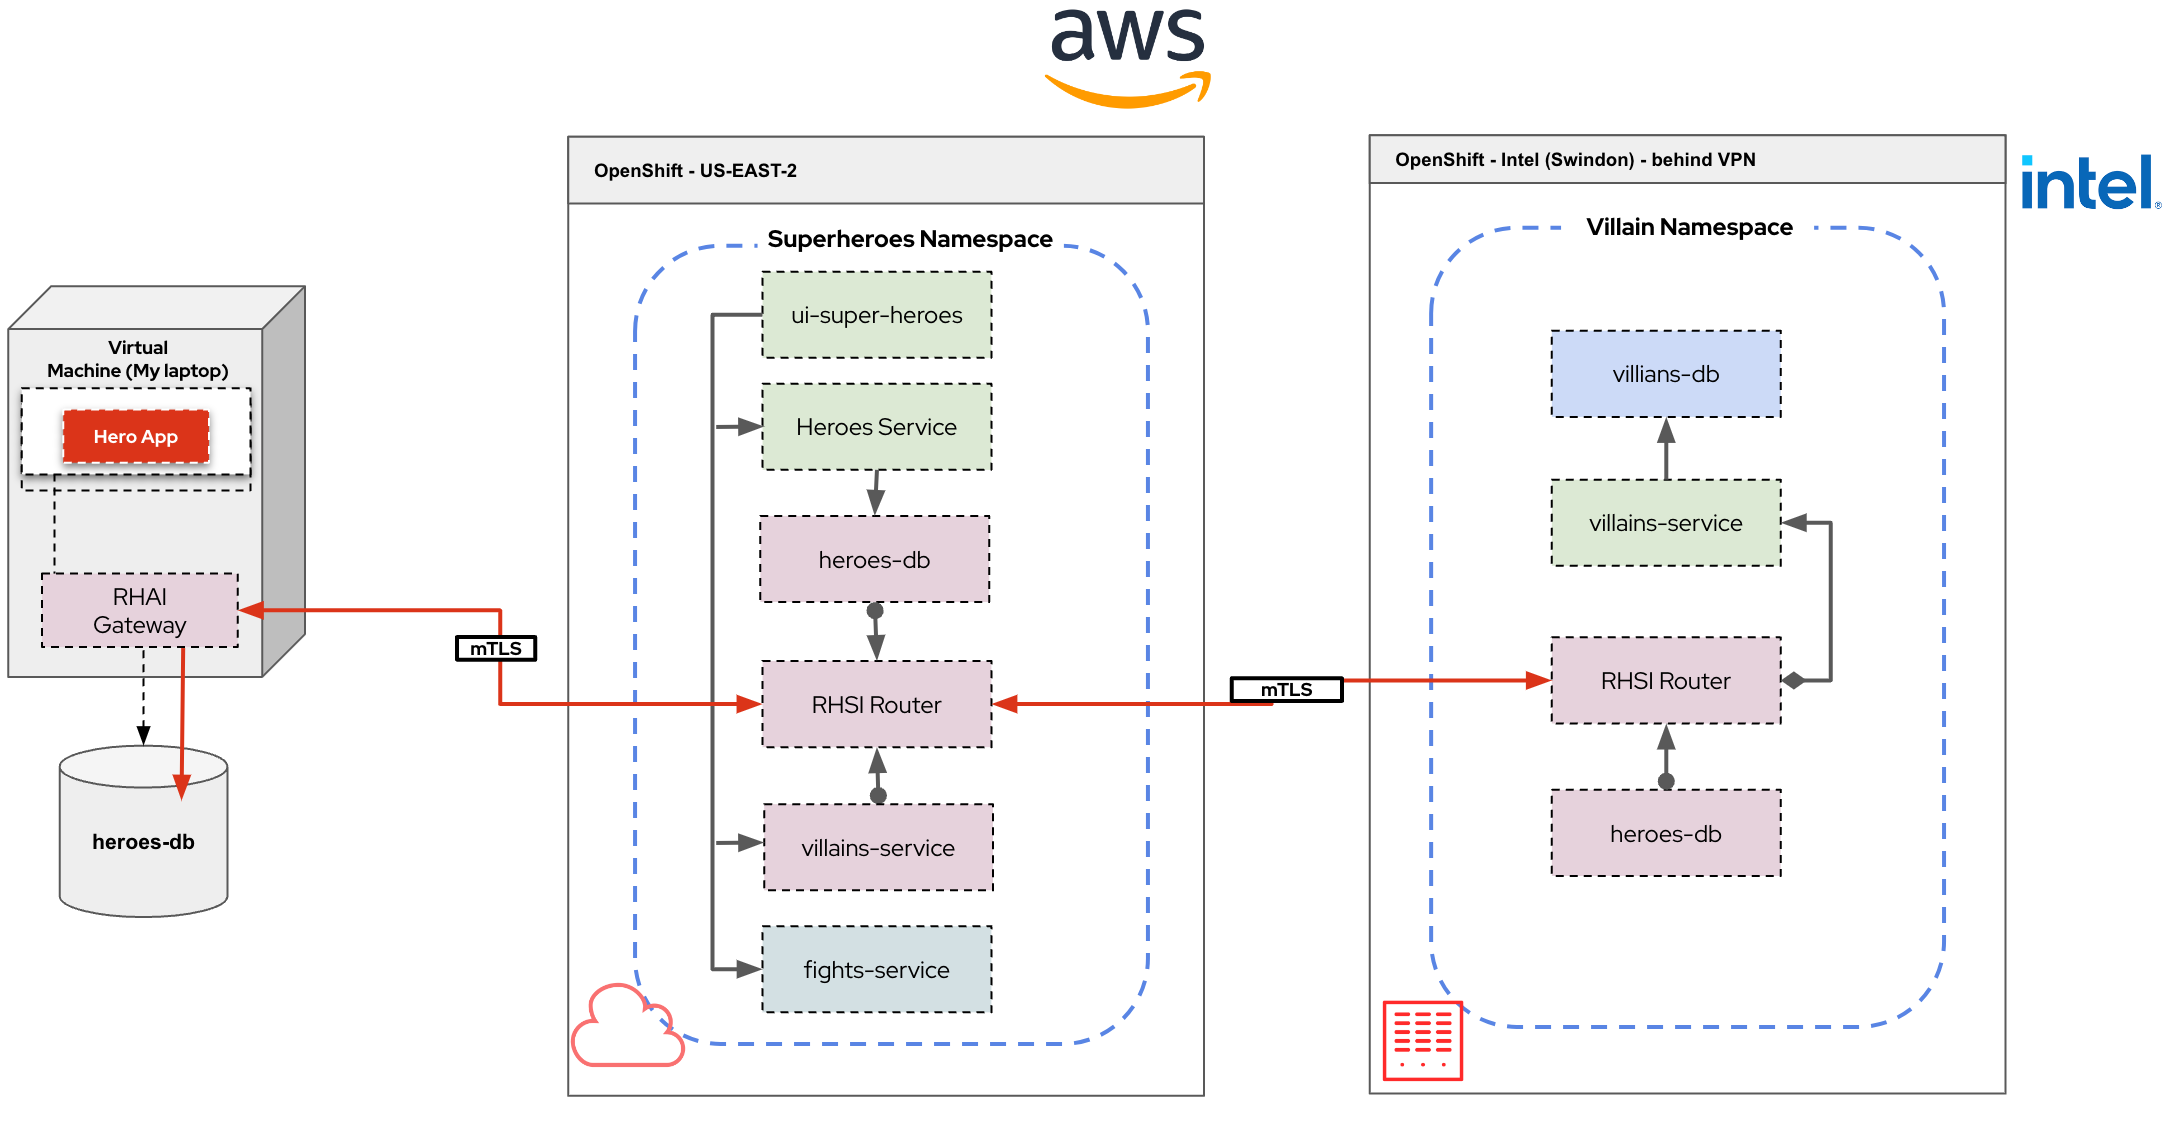 aws
OpenShift - US-EAST-2
OpenShift - Intel (Swindon) - behind VPN
intel®
Virtual
Machine (My laptop)
Hero App
RHAI
Gateway
heroes-db
mTLS
Superheroes Namespace
ui-super-heroes
Heroes Service
heroes-db
RHSI Router
villains-service
fights-service
mTLS
Villain Namespace
villians-db
villains-service
RHSI Router
heroes-db